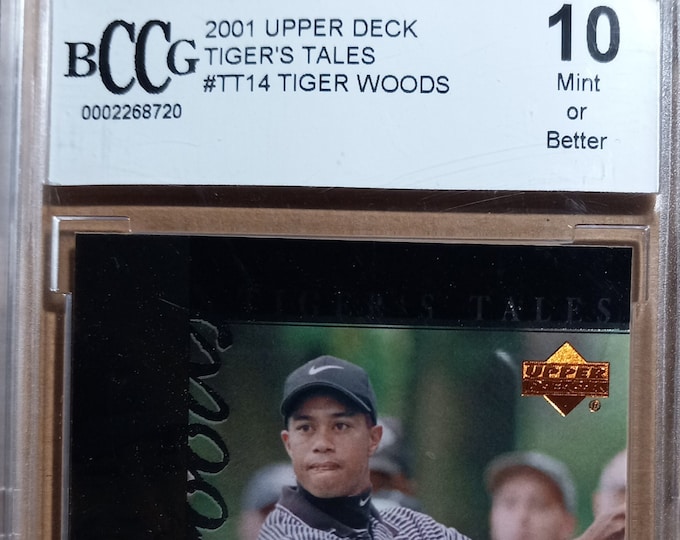 BCCG
0002268720
2001 UPPER DECK
TIGER'S TALES
#TT14 TIGER WOODS
10
Mint
or
Better
TIGER'S TALES
UPPER
DECK
®